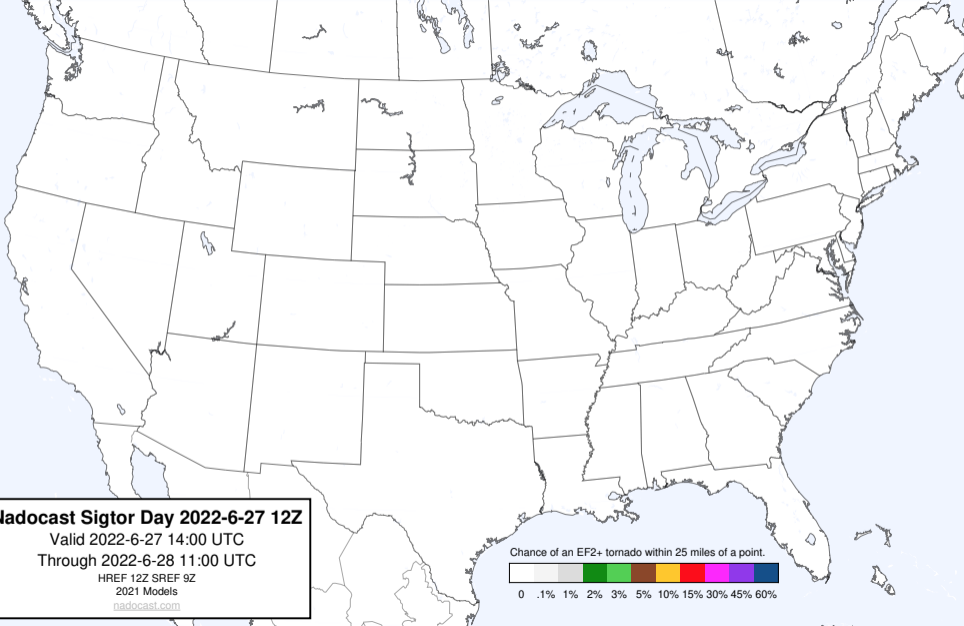 Nadocast Sigtor Day 2022-6-27 12Z
Valid 2022-6-27 14:00 UTC
Through 2022-6-28 11:00 UTC
HREF 12Z SREF 9Z
2021 Models
nadocast.com
Chance of an EF2+ tornado within 25 miles of a point.
0 .1% 1% 2% 3% 5% 10% 15% 30% 45% 60%